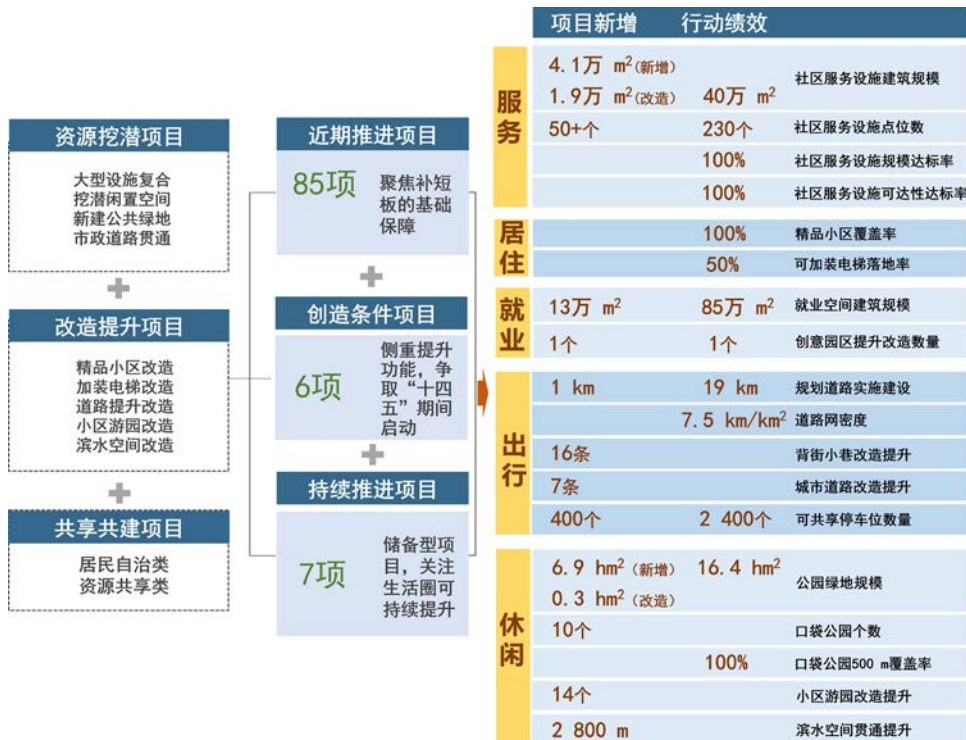 资源挖潜项目
大型设施复合
挖潜闲置空间
新建公共绿地
市政道路贯通
+
改造提升项目
精品小区改造
加装电梯改造
道路提升改造
小区游园改造
滨水空间改造
+
共享共建项目
居民自治类
资源共享类
近期推进项目
85项
聚焦补短
板的基础
保障
+
创造条件项目
6项
侧重提升
功能，争
取“十四
五”期间
启动
+
持续推进项目
7项
储备型项
目，关注
生活圈可
持续提升
项目新增 行动绩效
服务
4.1万 m²(新增)
1.9万 m²(改造) 40万 m² 社区服务设施建筑规模
50+个 230个 社区服务设施点位数
100% 社区服务设施规模达标率
100% 社区服务设施可达性达标率
居住
100% 精品小区覆盖率
50% 可加装电梯落地率
就业
13万 m² 85万 m² 就业空间建筑规模
1个 1个 创意园区提升改造数量
出行
1 km 19 km 规划道路实施建设
7.5 km/km² 道路网密度
16条 背街小巷改造提升
7条 城市道路改造提升
400个 2 400个 可共享停车位数量
休闲
6.9 hm²(新增) 16.4 hm² 公园绿地规模
0.3 hm²(改造)
10个 口袋公园个数
100% 口袋公园500 m覆盖率
14个 小区游园改造提升
2 800 m 滨水空间贯通提升